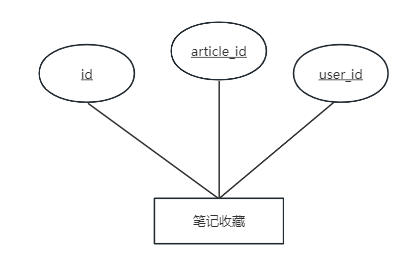 id
article_id
user_id
笔记收藏